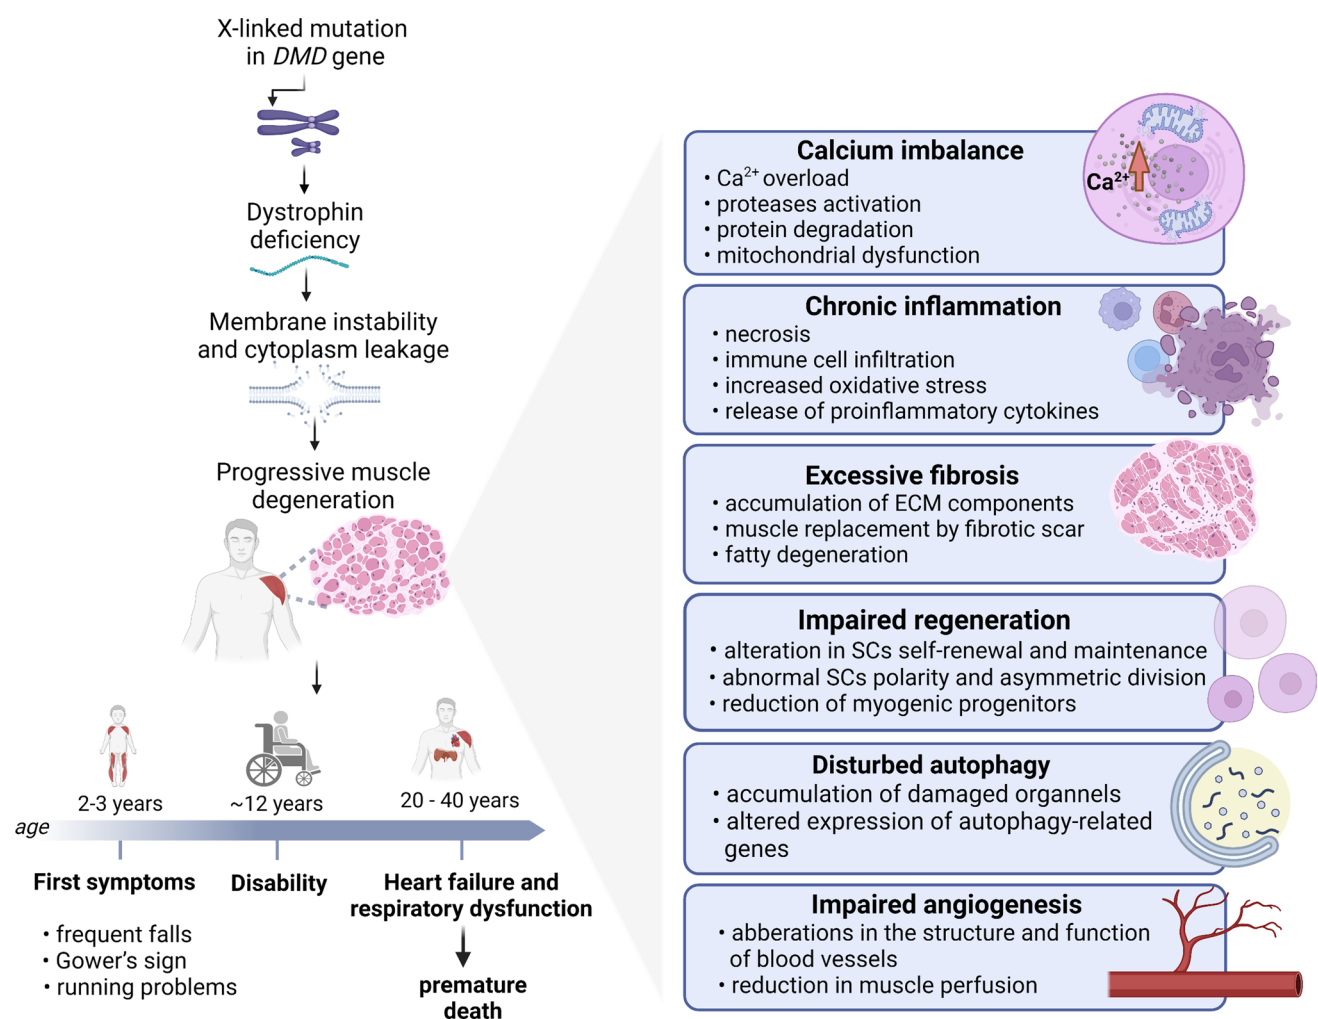 X-linked mutation
in DMD gene
Dystrophin
deficiency
Membrane instability
and cytoplasm leakage
Progressive muscle
degeneration
2-3 years
~12 years
20 - 40 years
age
First symptoms
• frequent falls
• Gower's sign
• running problems
Disability
Heart failure and
respiratory dysfunction
premature
death
Calcium imbalance
• Ca²⁺ overload
• proteases activation
• protein degradation
• mitochondrial dysfunction
Ca²⁺
Chronic inflammation
• necrosis
• immune cell infiltration
• increased oxidative stress
• release of proinflammatory cytokines
Excessive fibrosis
• accumulation of ECM components
• muscle replacement by fibrotic scar
• fatty degeneration
Impaired regeneration
• alteration in SCs self-renewal and maintenance
• abnormal SCs polarity and asymmetric division
• reduction of myogenic progenitors
Disturbed autophagy
• accumulation of damaged organnels
• altered expression of autophagy-related
genes
Impaired angiogenesis
• abberations in the structure and function
of blood vessels
• reduction in muscle perfusion